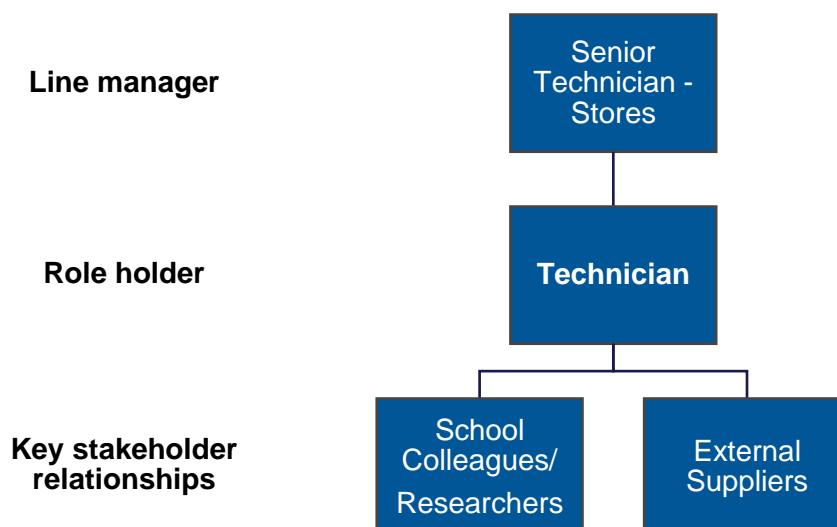 Line manager
Senior
Technician -
Stores
Role holder
Technician
Key stakeholder
relationships
School
Colleagues/
Researchers
External
Suppliers